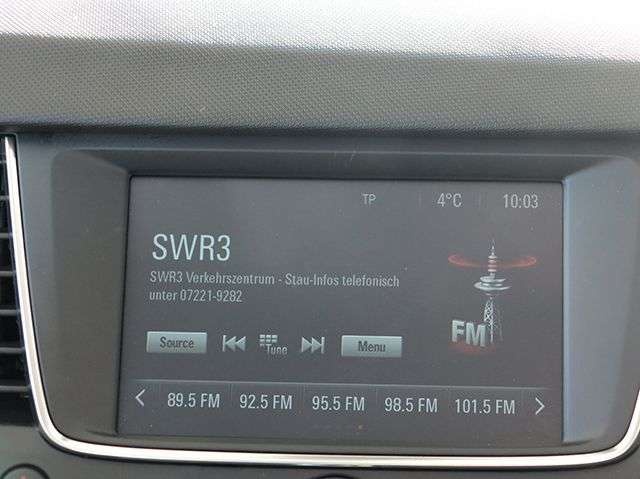 TP 4°C 10:03
SWR3
SWR3 Verkehrszentrum - Stau-Infos telefonisch
unter 07221-9282
FM
Source Tune Menu
89.5 FM 92.5 FM 95.5 FM 98.5 FM 101.5 FM